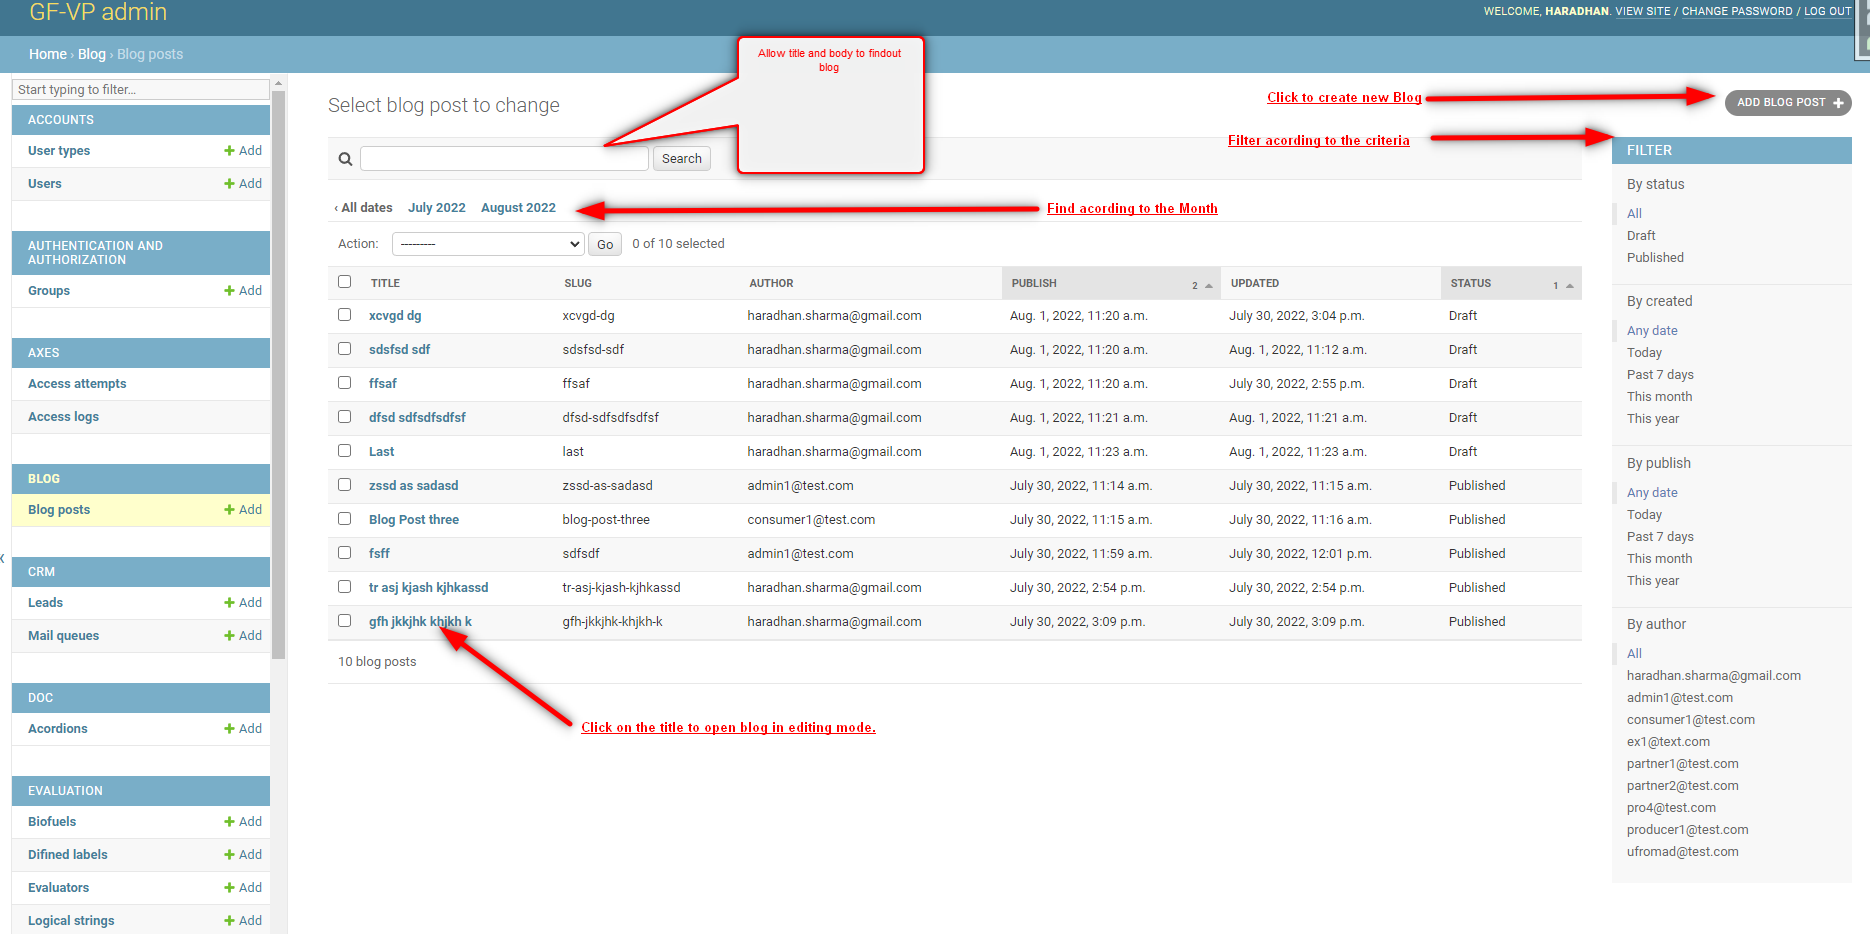 GF-VP admin
WELCOME, HARADHAN. VIEW SITE / CHANGE PASSWORD / LOG OUT
Home › Blog › Blog posts
Allow title and body to findout
blog
Start typing to filter...
ACCOUNTS
User types + Add
Users + Add
AUTHENTICATION AND
AUTHORIZATION
Groups + Add
AXES
Access attempts
Access logs
BLOG
Blog posts + Add
CRM
Leads + Add
Mail queues + Add
DOC
Acordions + Add
EVALUATION
Biofuels + Add
Difined labels + Add
Evaluators + Add
Logical strings + Add
Select blog post to change
Click to create new Blog
ADD BLOG POST +
Filter acording to the criteria
Search
‹ All dates July 2022 August 2022
Find acording to the Month
Action: --------- Go 0 of 10 selected
TITLE SLUG AUTHOR PUBLISH 2 UPDATED STATUS 1
xcvgd dg xcvgd-dg haradhan.sharma@gmail.com Aug. 1, 2022, 11:20 a.m. July 30, 2022, 3:04 p.m. Draft
sdsfsd sdf sdsfsd-sdf haradhan.sharma@gmail.com Aug. 1, 2022, 11:20 a.m. Aug. 1, 2022, 11:12 a.m. Draft
ffsaf ffsaf haradhan.sharma@gmail.com Aug. 1, 2022, 11:20 a.m. July 30, 2022, 2:55 p.m. Draft
dfsd sdfsdfsdfsf dfsd-sdfsdfsdfsf haradhan.sharma@gmail.com Aug. 1, 2022, 11:21 a.m. Aug. 1, 2022, 11:21 a.m. Draft
Last last haradhan.sharma@gmail.com Aug. 1, 2022, 11:23 a.m. Aug. 1, 2022, 11:23 a.m. Draft
zssd as sadasd zssd-as-sadasd admin1@test.com July 30, 2022, 11:14 a.m. July 30, 2022, 11:15 a.m. Published
Blog Post three blog-post-three consumer1@test.com July 30, 2022, 11:15 a.m. July 30, 2022, 11:16 a.m. Published
fsff sdfsdf admin1@test.com July 30, 2022, 11:59 a.m. July 30, 2022, 12:01 p.m. Published
tr asj kjash kjhkassd tr-asj-kjash-kjhkassd haradhan.sharma@gmail.com July 30, 2022, 2:54 p.m. July 30, 2022, 2:54 p.m. Published
gfh jkkjhk khjkh k gfh-jkkjhk-khjkh-k haradhan.sharma@gmail.com July 30, 2022, 3:09 p.m. July 30, 2022, 3:09 p.m. Published
10 blog posts
Click on the title to open blog in editing mode.
FILTER
By status
All
Draft
Published
By created
Any date
Today
Past 7 days
This month
This year
By publish
Any date
Today
Past 7 days
This month
This year
By author
All
haradhan.sharma@gmail.com
admin1@test.com
consumer1@test.com
ex1@text.com
partner1@test.com
partner2@test.com
pro4@test.com
producer1@test.com
ufromad@test.com